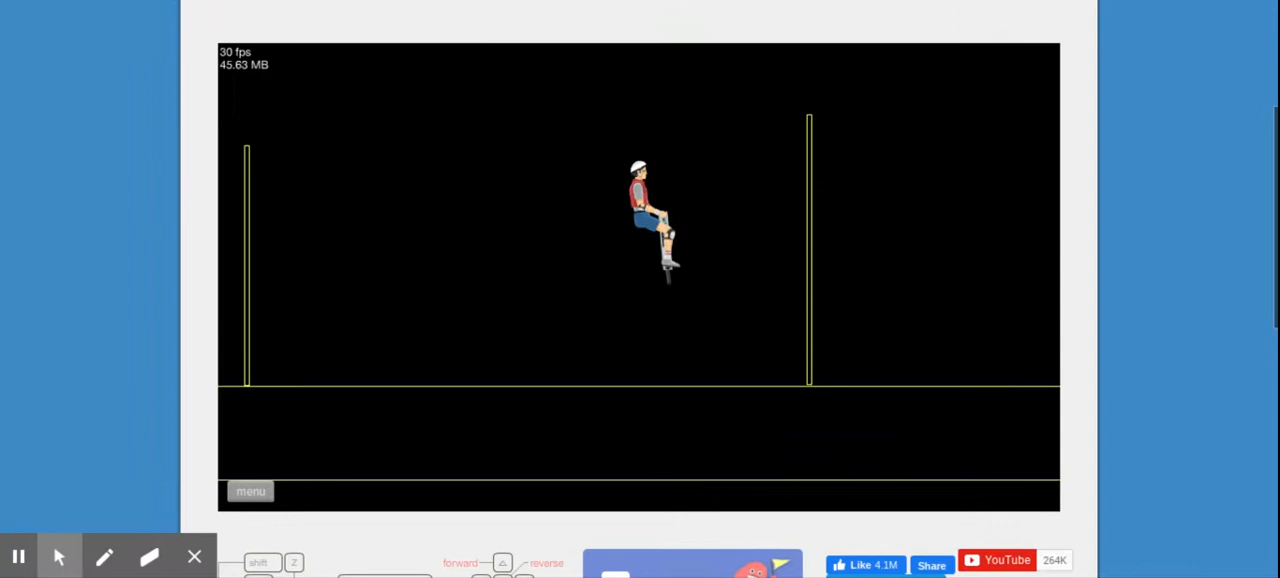 30 fps
45.63 MB
menu
shift Z
forward reverse
Like 4.1M Share YouTube 264K